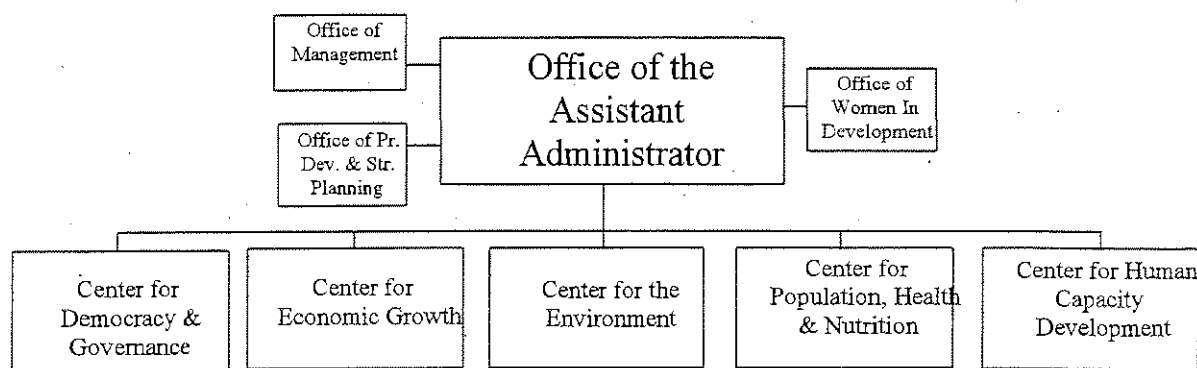 Office of
Management
Office of the
Assistant
Administrator
Office of
Women In
Development
Office of Pr.
Dev. & Str.
Planning
Center for
Democracy &
Governance
Center for
Economic Growth
Center for the
Environment
Center for
Population, Health
& Nutrition
Center for Human
Capacity
Development